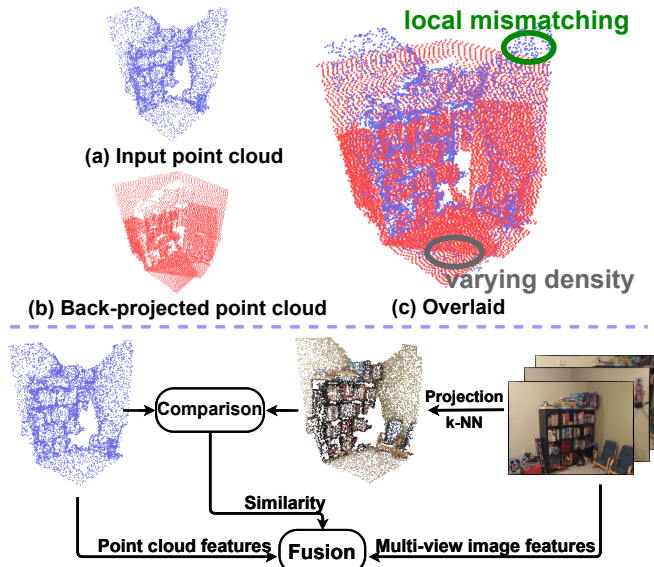 local mismatching
(a) Input point cloud
varying density
(b) Back-projected point cloud
(c) Overlaid
Comparison
Projection
k-NN
Similarity
Point cloud features
Fusion
Multi-view image features